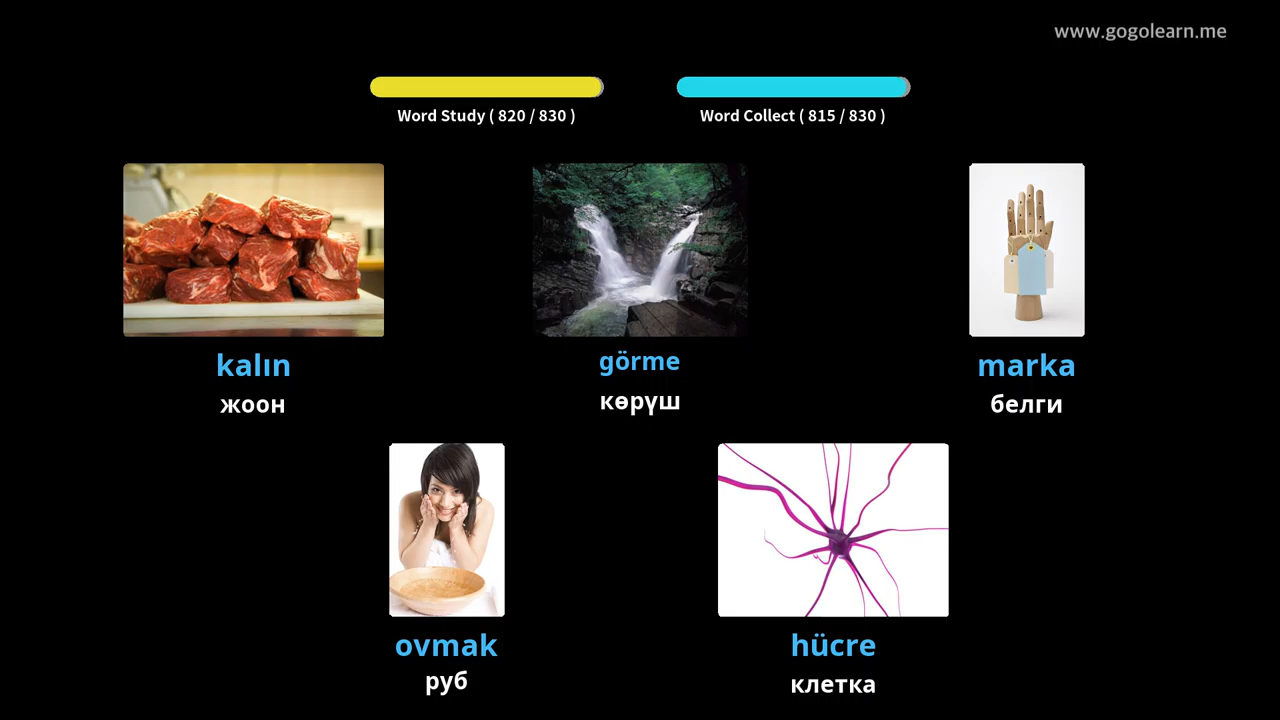 www.gogolearn.me
Word Study ( 820 / 830 )
Word Collect ( 815 / 830 )
kalın
жоон
görme
көрүш
marka
белги
ovmak
руб
hücre
клетка